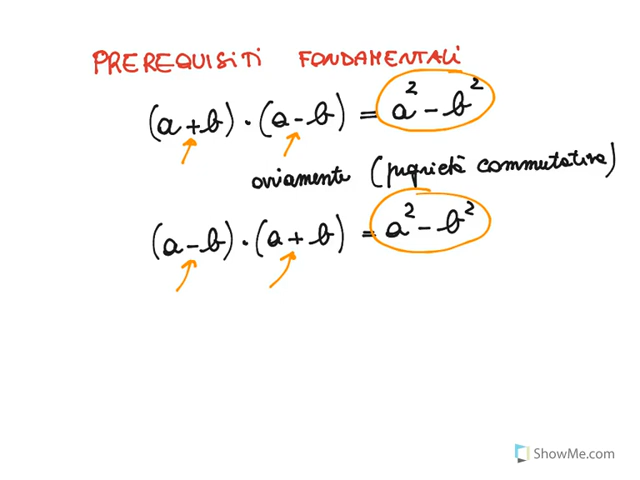 PREREQUISITI FONDAMENTALI
(a+b)·(a-b) = a²-b²
ovviamente (proprietà commutativa)
(a-b)·(a+b) = a²-b²
ShowMe.com